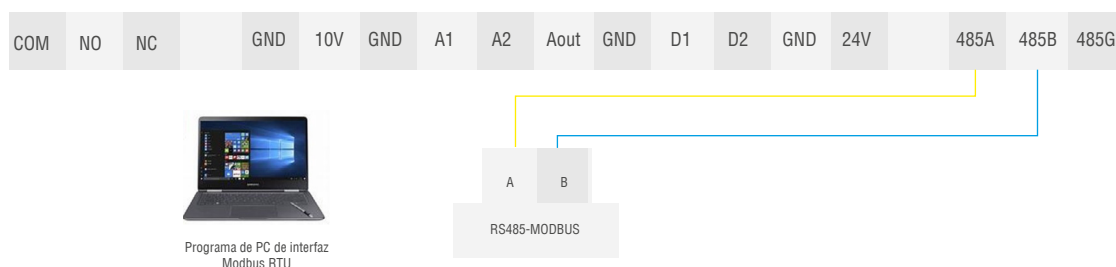 COM NO NC GND 10V GND A1 A2 Aout GND D1 D2 GND 24V 485A 485B 485G
A B
RS485-MODBUS
Programa de PC de interfaz
Modbus RTU